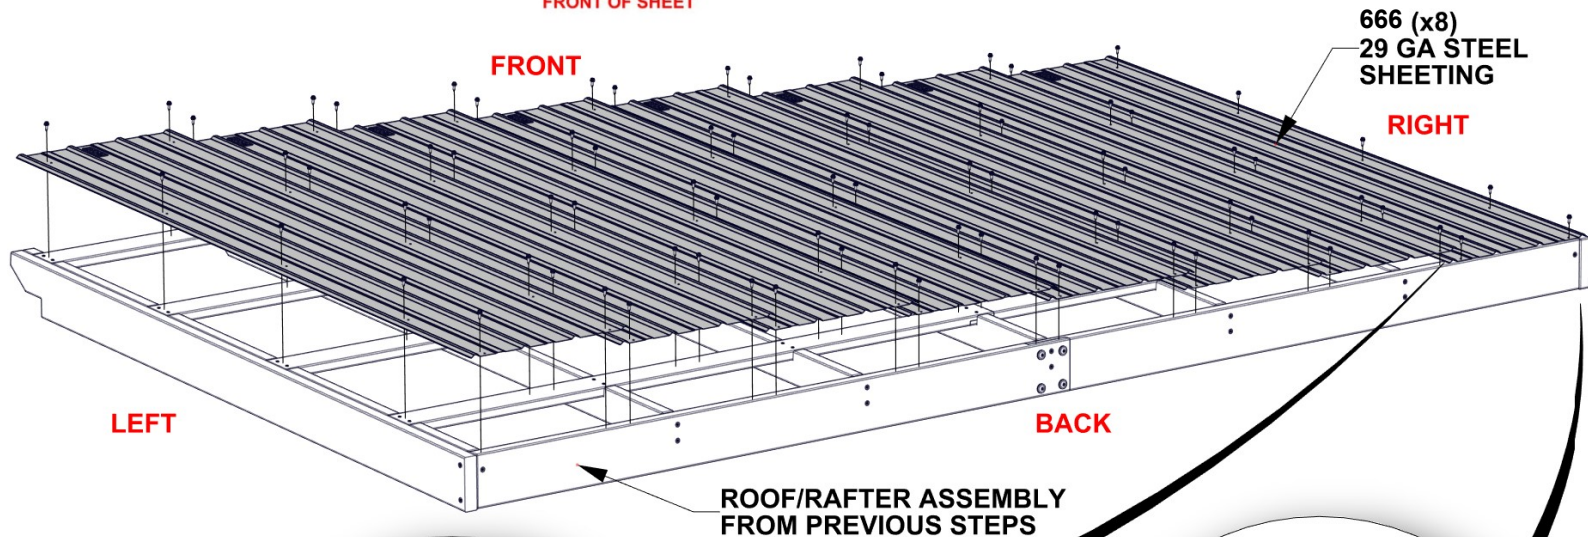 FRONT OF SHEET
666 (x8)
29 GA STEEL
SHEETING
FRONT
RIGHT
LEFT
BACK
ROOF/RAFTER ASSEMBLY
FROM PREVIOUS STEPS